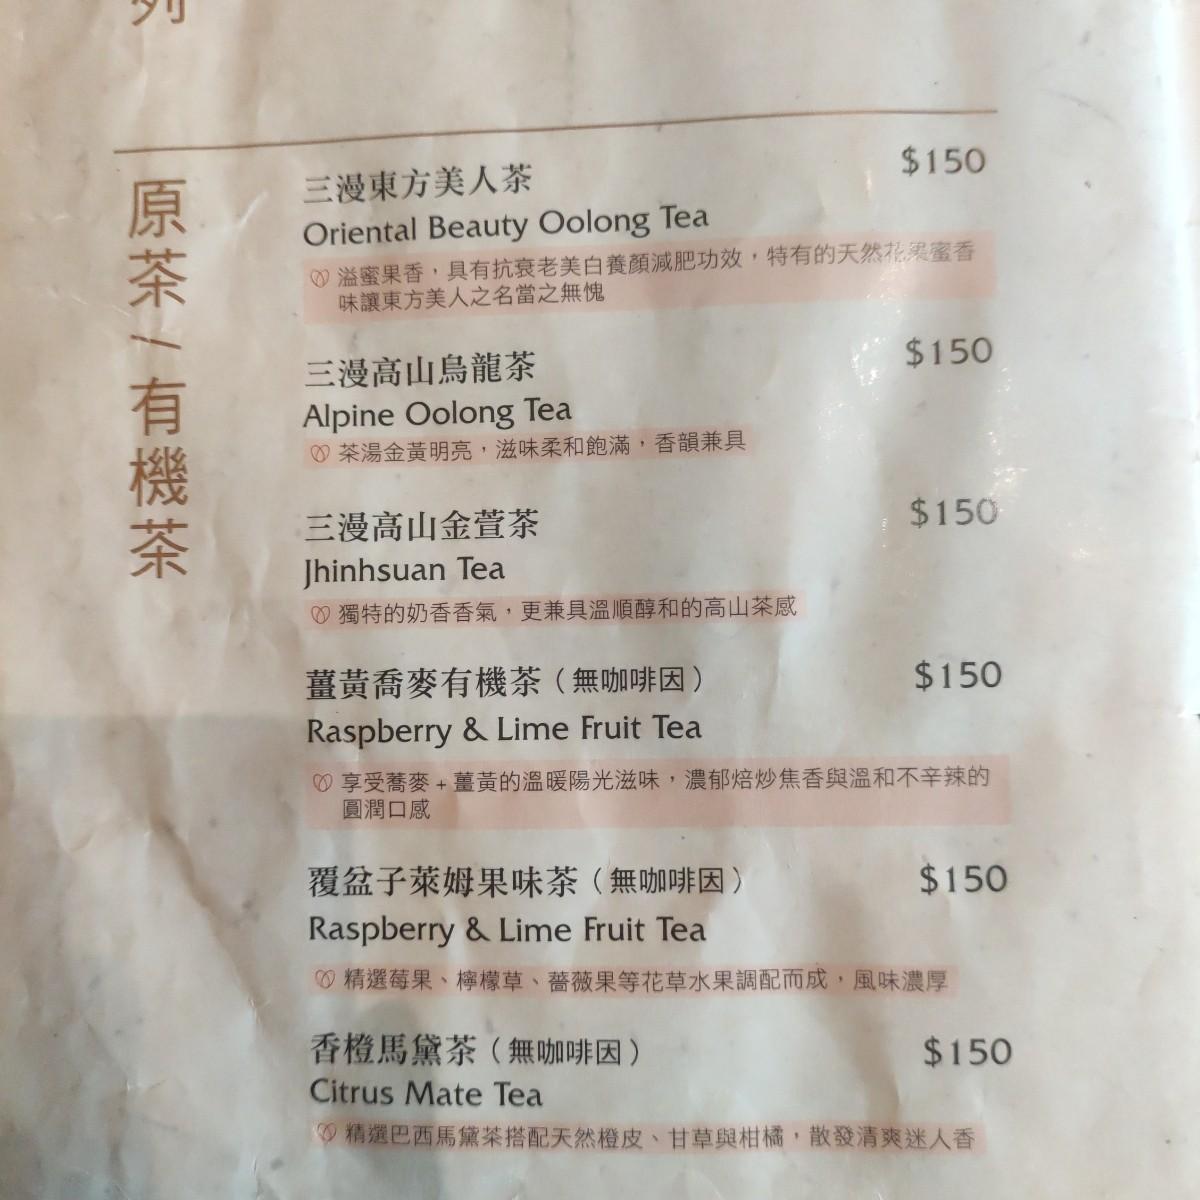 列
原茶/有機茶
三漫東方美人茶 $150
Oriental Beauty Oolong Tea
溢蜜果香，具有抗衰老美白養顏減肥功效，特有的天然花果蜜香
味讓東方美人之名當之無愧
三漫高山烏龍茶 $150
Alpine Oolong Tea
茶湯金黃明亮，滋味柔和飽滿，香韻兼具
三漫高山金萱茶 $150
Jhinhsuan Tea
獨特的奶香香氣，更兼具溫順醇和的高山茶感
薑黃喬麥有機茶（無咖啡因） $150
Raspberry & Lime Fruit Tea
享受蕎麥+薑黃的溫暖陽光滋味，濃郁焙炒焦香與溫和不辛辣的
圓潤口感
覆盆子萊姆果味茶（無咖啡因） $150
Raspberry & Lime Fruit Tea
精選莓果、檸檬草、薔薇果等花草水果調配而成，風味濃厚
香橙馬黛茶（無咖啡因） $150
Citrus Mate Tea
精選巴西馬黛茶搭配天然橙皮、甘草與柑橘，散發清爽迷人香